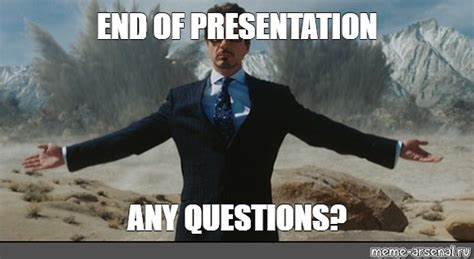 END OF PRESENTATION
ANY QUESTIONS?
meme-arsenal.ru